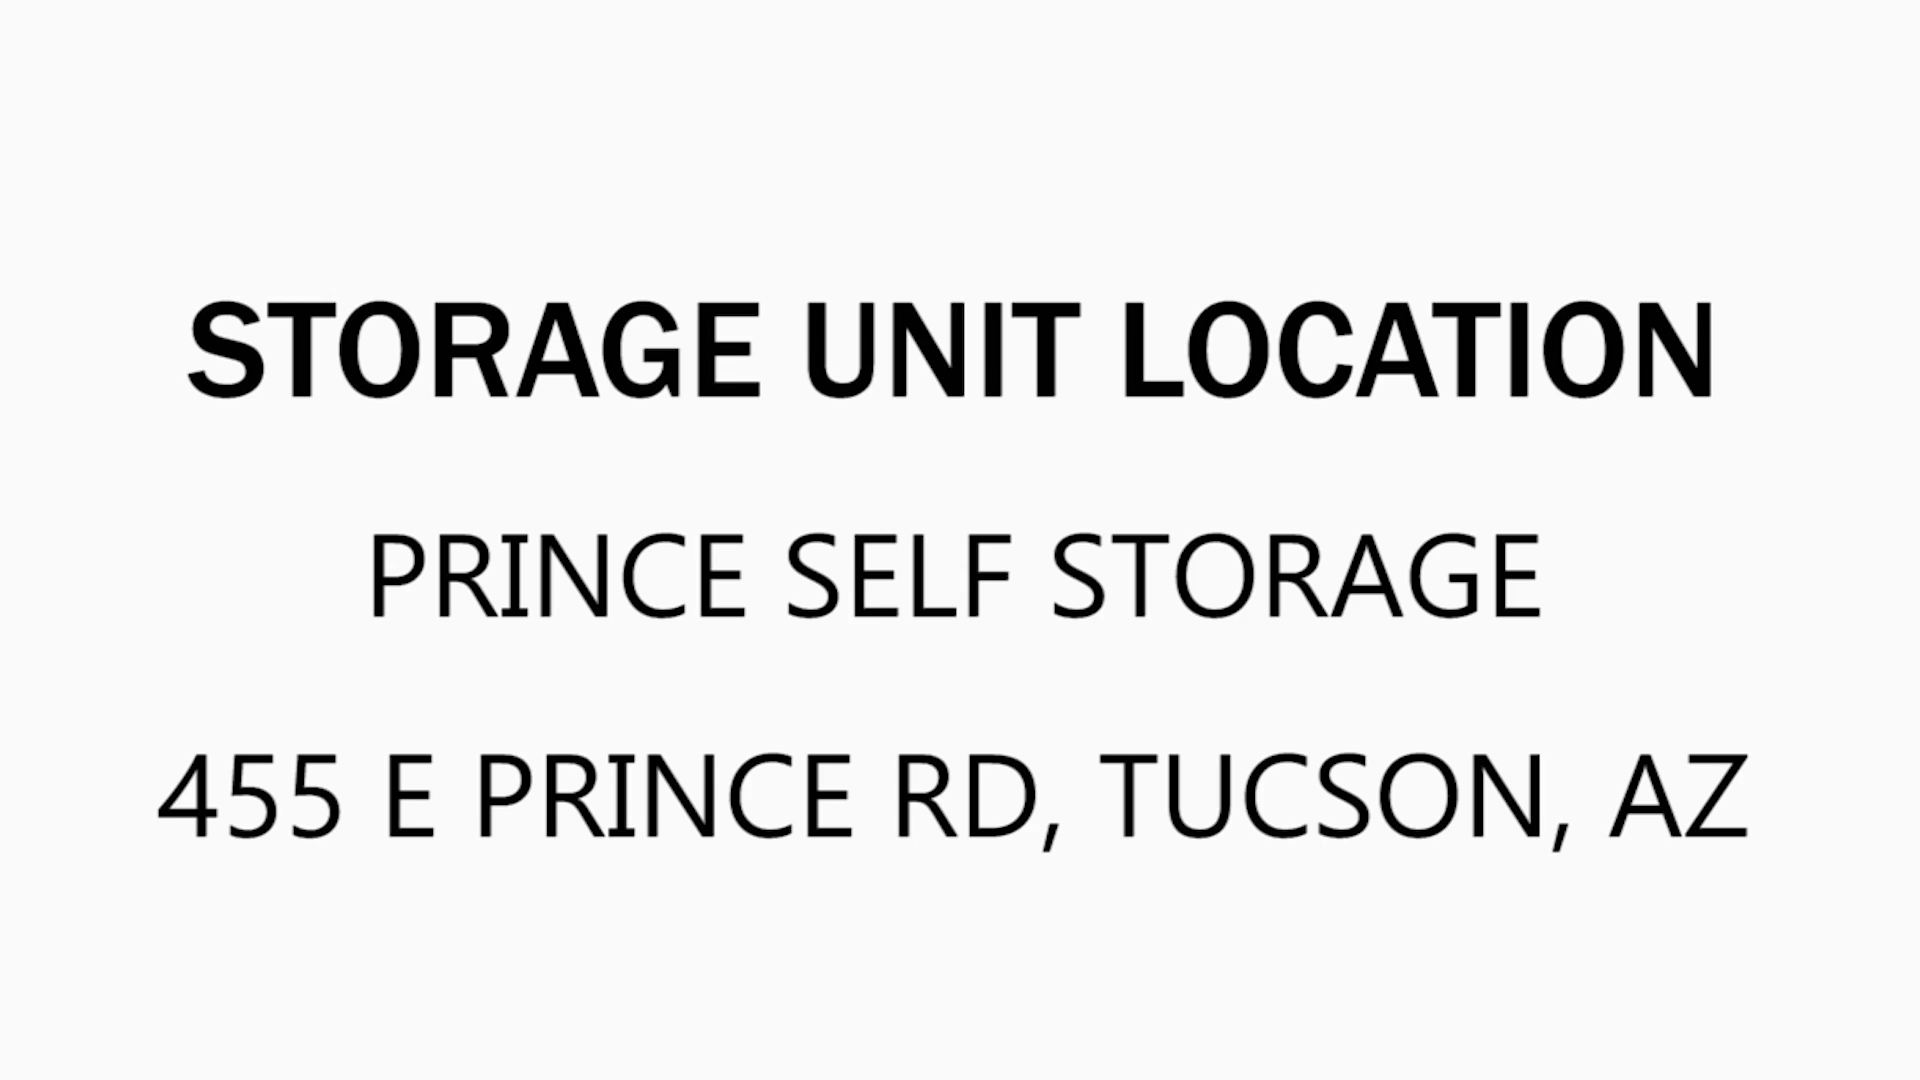 STORAGE UNIT LOCATION
PRINCE SELF STORAGE
455 E PRINCE RD, TUCSON, AZ